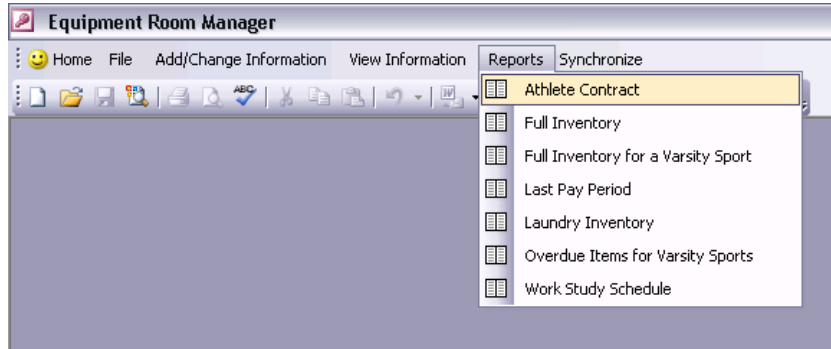 Equipment Room Manager
Home File Add/Change Information View Information Reports Synchronize
ABC
Athlete Contract
Full Inventory
Full Inventory for a Varsity Sport
Last Pay Period
Laundry Inventory
Overdue Items for Varsity Sports
Work Study Schedule